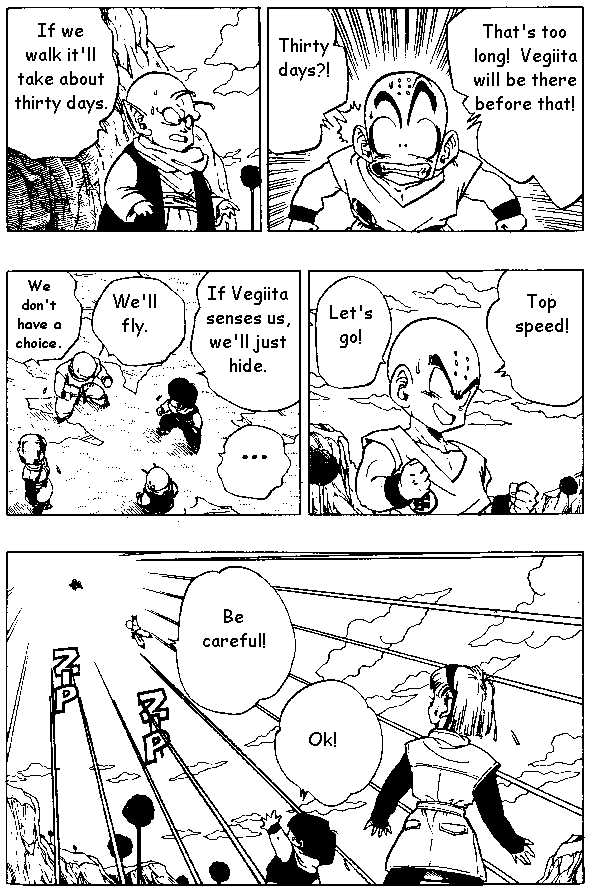 If we
walk it'll
take about
thirty days.
Thirty
days?!
That's too
long! Vegiita
will be there
before that!
We
don't
have a
choice.
We'll
fly.
If Vegiita
senses us,
we'll just
hide.
...
Let's
go!
Top
speed!
Be
careful!
Ok!
ZIP
ZIP